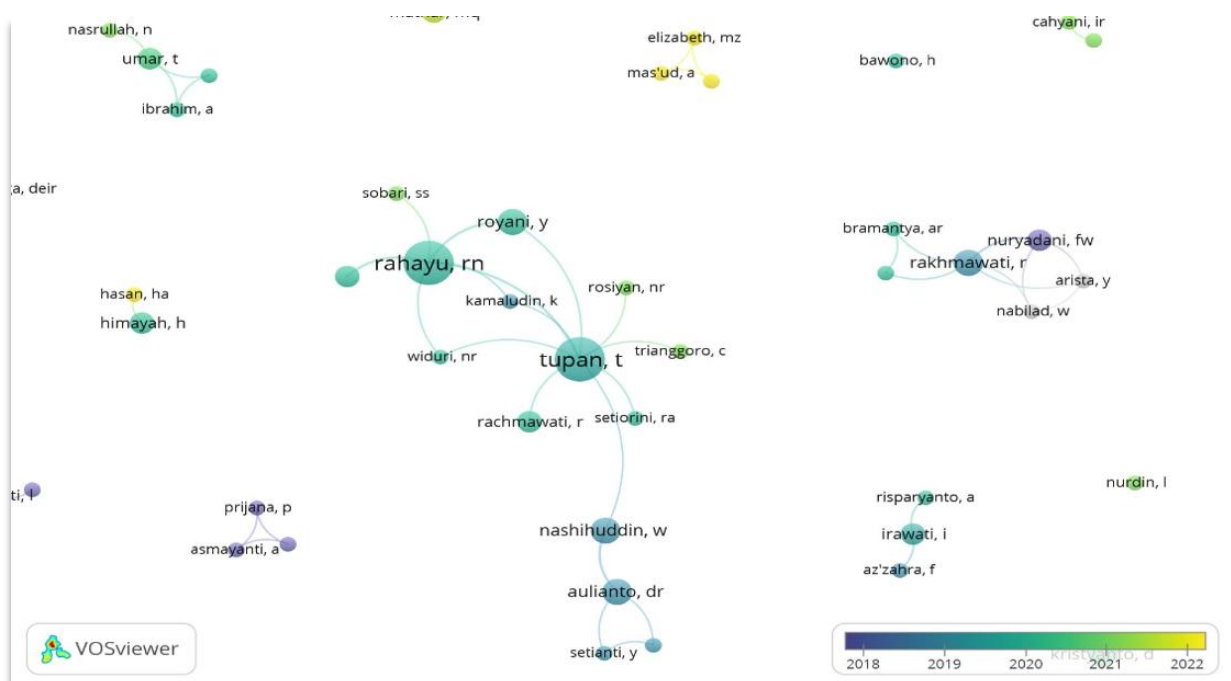 cahyani, ir
nasrullah, n
elizabeth, mz
umar, t
bawono, h
mas'ud, a
ibrahim, a
a, deir
sobari, ss
royani, y
bramantya, ar
nuryadani, fw
rahayu, rn
rakhmawati, r
arista, y
rosiyan, nr
hasan, ha
kamaludin, k
nabilad, w
himayah, h
trianggoro, c
widuri, nr
tupan, t
rachmawati, r
setiorini, ra
nurdin, l
ti, l
risparyanto, a
prijana, p
nashihuddin, w
irawati, i
asmayanti, a
az'zahra, f
aulianto, dr
VOSviewer
setianti, y
kristyanto, d
2018 2019 2020 2021 2022